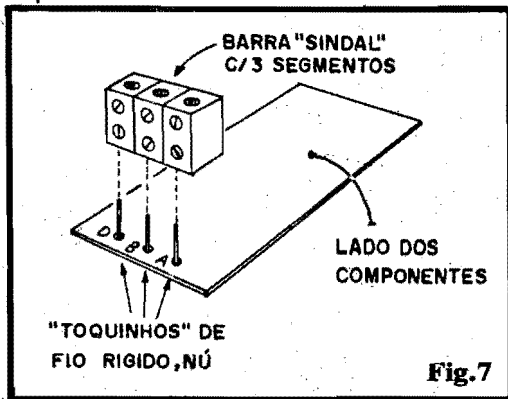 BARRA "SINDAL"
C/3 SEGMENTOS
D B A
LADO DOS
COMPONENTES
"TOQUINHOS" DE
FIO RIGIDO, NÚ
Fig.7